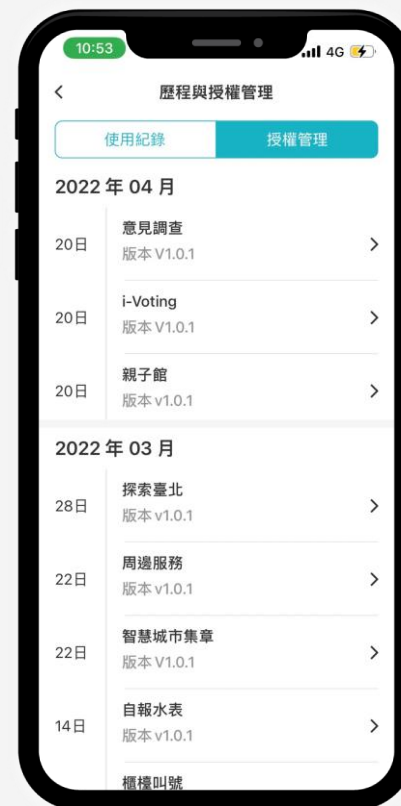 10:53
4G
歷程與授權管理
使用紀錄
授權管理
2022 年 04 月
20日
意見調查
版本 V1.0.1
20日
i-Voting
版本 V1.0.1
20日
親子館
版本 v1.0.1
2022 年 03 月
28日
探索臺北
版本 v1.0.1
22日
周邊服務
版本 v1.0.1
22日
智慧城市集章
版本 V1.0.1
14日
自報水表
版本 v1.0.1
櫃檯叫號